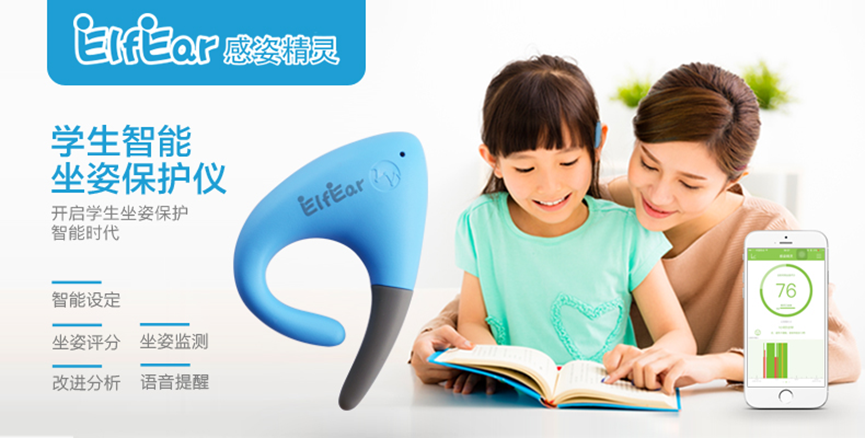 ElfEar 感姿精灵
学生智能
坐姿保护仪
开启学生坐姿保护
智能时代
智能设定
坐姿评分 坐姿监测
改进分析 语音提醒
ElfEar
76